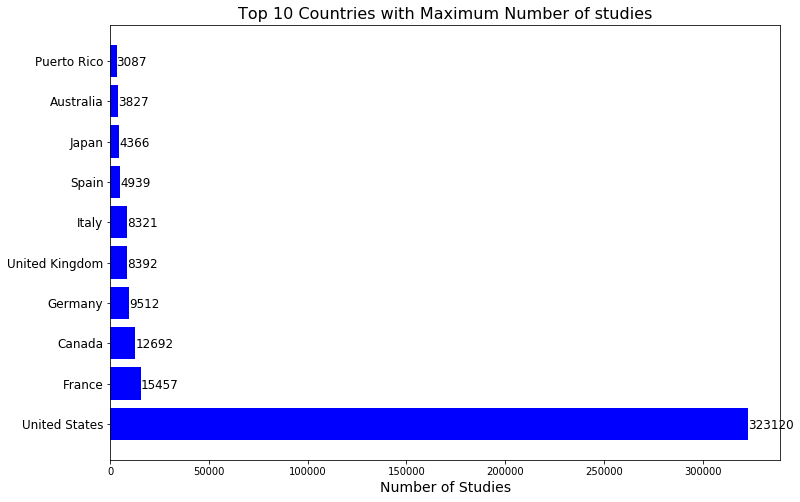 Top 10 Countries with Maximum Number of studies
Puerto Rico 3087
Australia 3827
Japan 4366
Spain 4939
Italy 8321
United Kingdom 8392
Germany 9512
Canada 12692
France 15457
United States 323120
0 50000 100000 150000 200000 250000 300000
Number of Studies